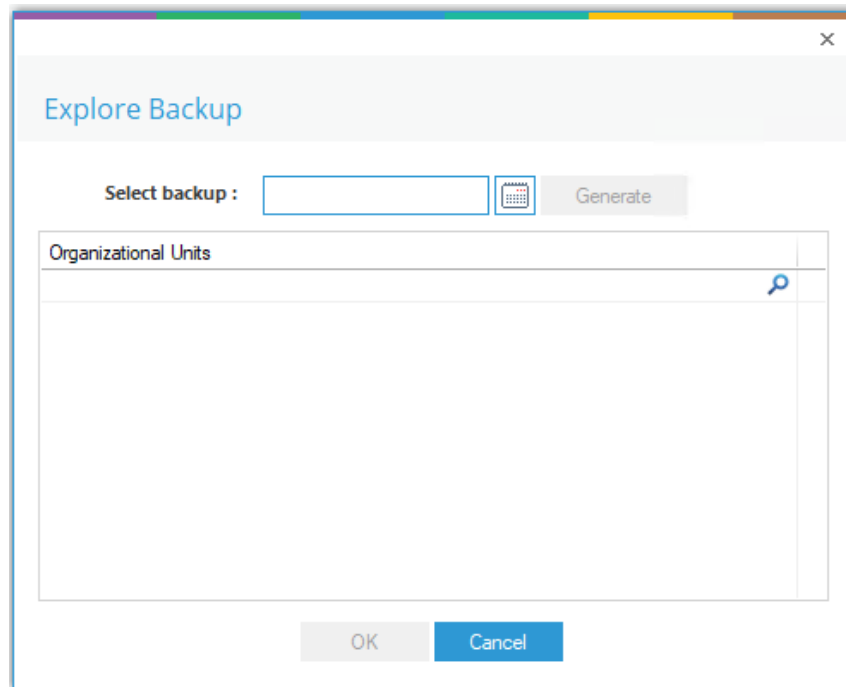 Explore Backup
Select backup :
Generate
Organizational Units
OK
Cancel